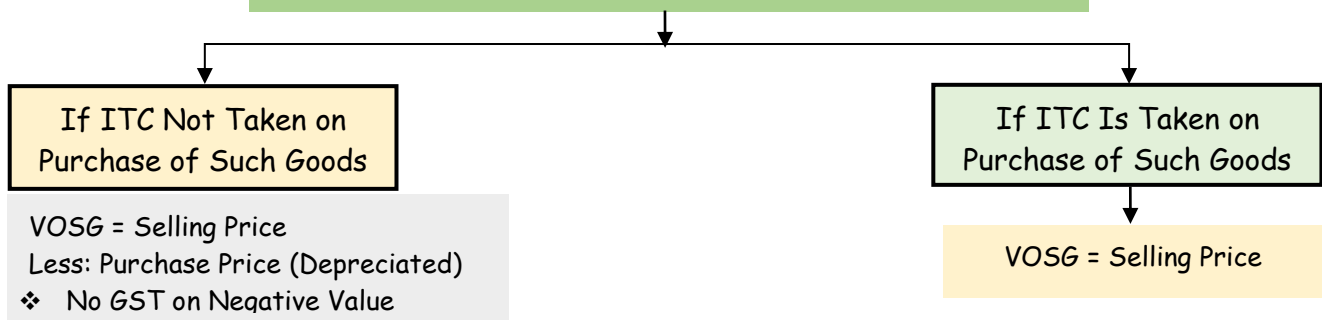 If ITC Not Taken on
Purchase of Such Goods
VOSG = Selling Price
Less: Purchase Price (Depreciated)
❖ No GST on Negative Value
If ITC Is Taken on
Purchase of Such Goods
VOSG = Selling Price